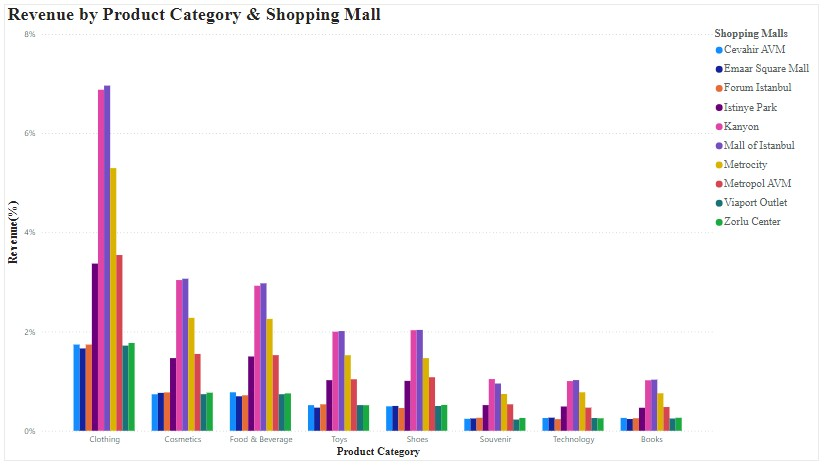 Revenue by Product Category & Shopping Mall
Shopping Malls
Cevahir AVM
Emaar Square Mall
Forum Istanbul
Istinye Park
Kanyon
Mall of Istanbul
Metrocity
Metropol AVM
Viaport Outlet
Zorlu Center
Revenue(%)
8%
6%
4%
2%
0%
Clothing Cosmetics Food & Beverage Toys Shoes Souvenir Technology Books
Product Category